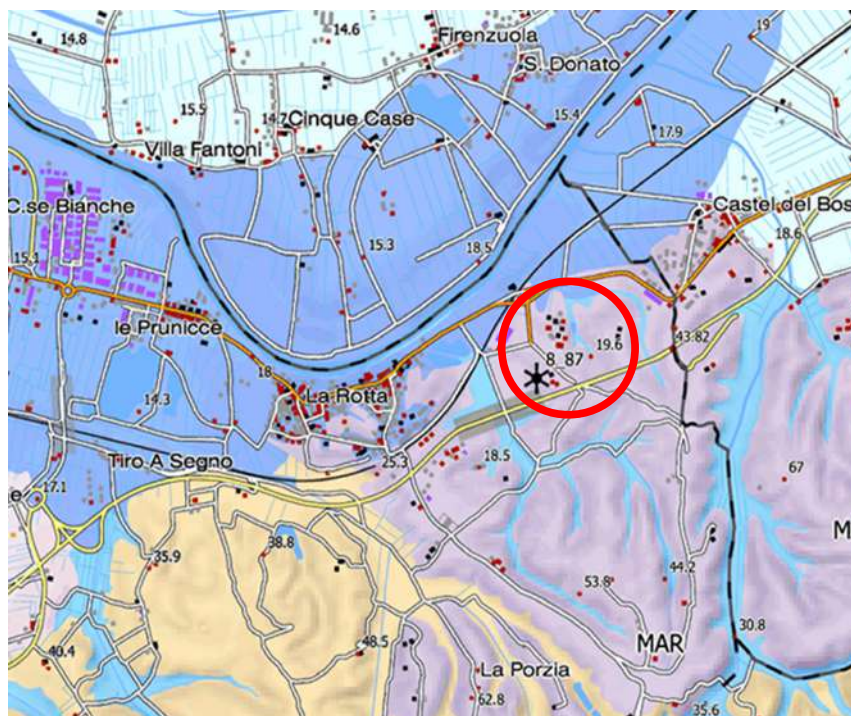 19
14.8
14.6
Firenzuola
S. Donato
15.5
14.7
Cinque Case
15.4
17.9
Villa Fantoni
C.se Bianche
Castel del Bos
18.6
15.3
18.5
15.1
le Prunicce
19.6
43.82
8_87
18
La Rotta
14.3
Tiro A Segno
25.3
18.5
67
e
17.1
M
38.8
35.9
53.8
44.2
30.8
MAR
48.5
40.4
La Porzia
62.8
35.6